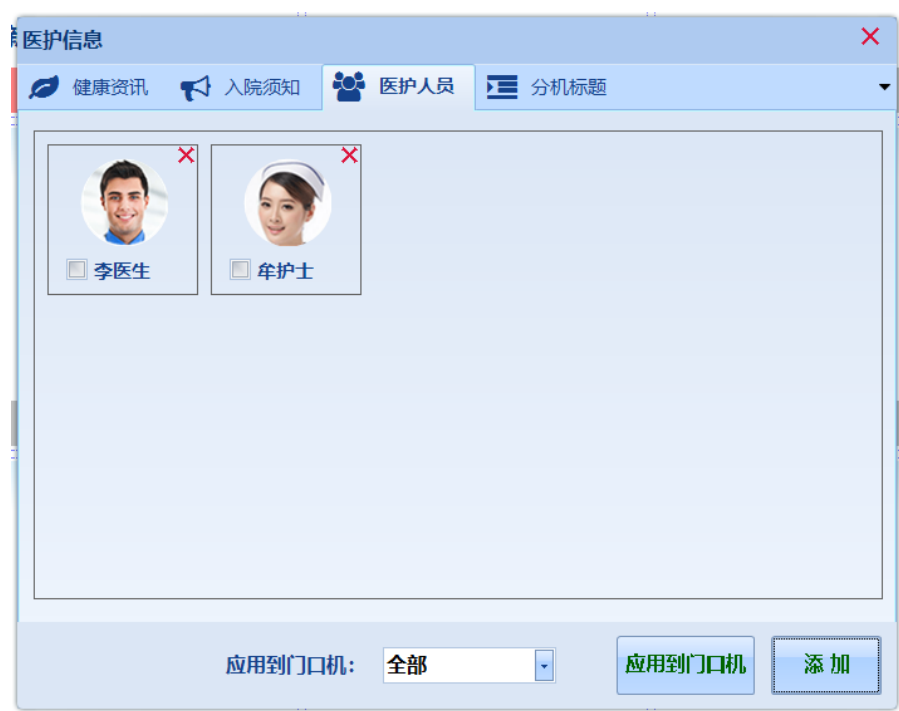 医护信息
健康资讯 入院须知 医护人员 分机标题
李医生 牟护士
应用到门口机: 全部 应用到门口机 添加